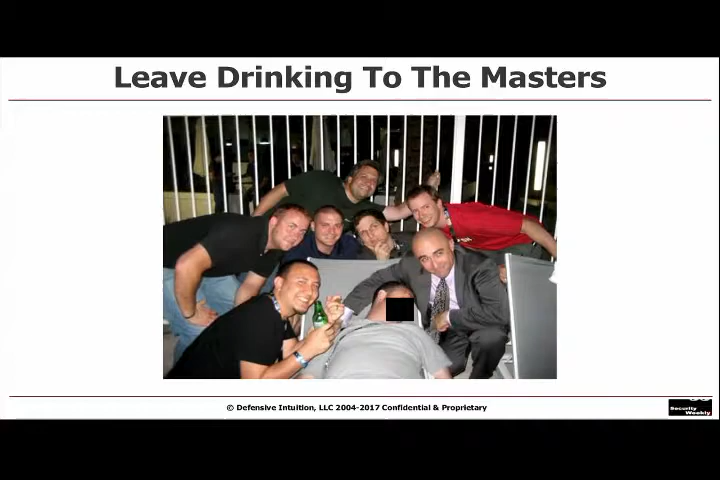 Leave Drinking To The Masters
© Defensive Intuition, LLC 2004-2017 Confidential & Proprietary
Security
Weekly